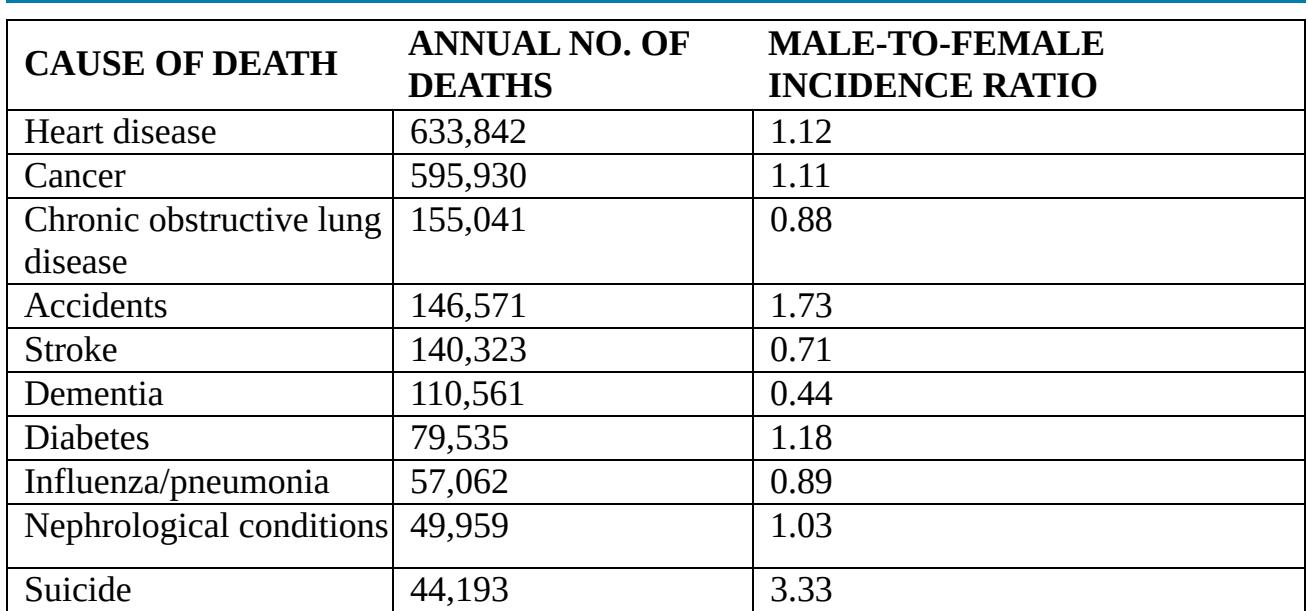 CAUSE OF DEATH
ANNUAL NO. OF
DEATHS
MALE-TO-FEMALE
INCIDENCE RATIO
Heart disease 633,842 1.12
Cancer 595,930 1.11
Chronic obstructive lung 155,041 0.88
disease
Accidents 146,571 1.73
Stroke 140,323 0.71
Dementia 110,561 0.44
Diabetes 79,535 1.18
Influenza/pneumonia 57,062 0.89
Nephrological conditions 49,959 1.03
Suicide 44,193 3.33